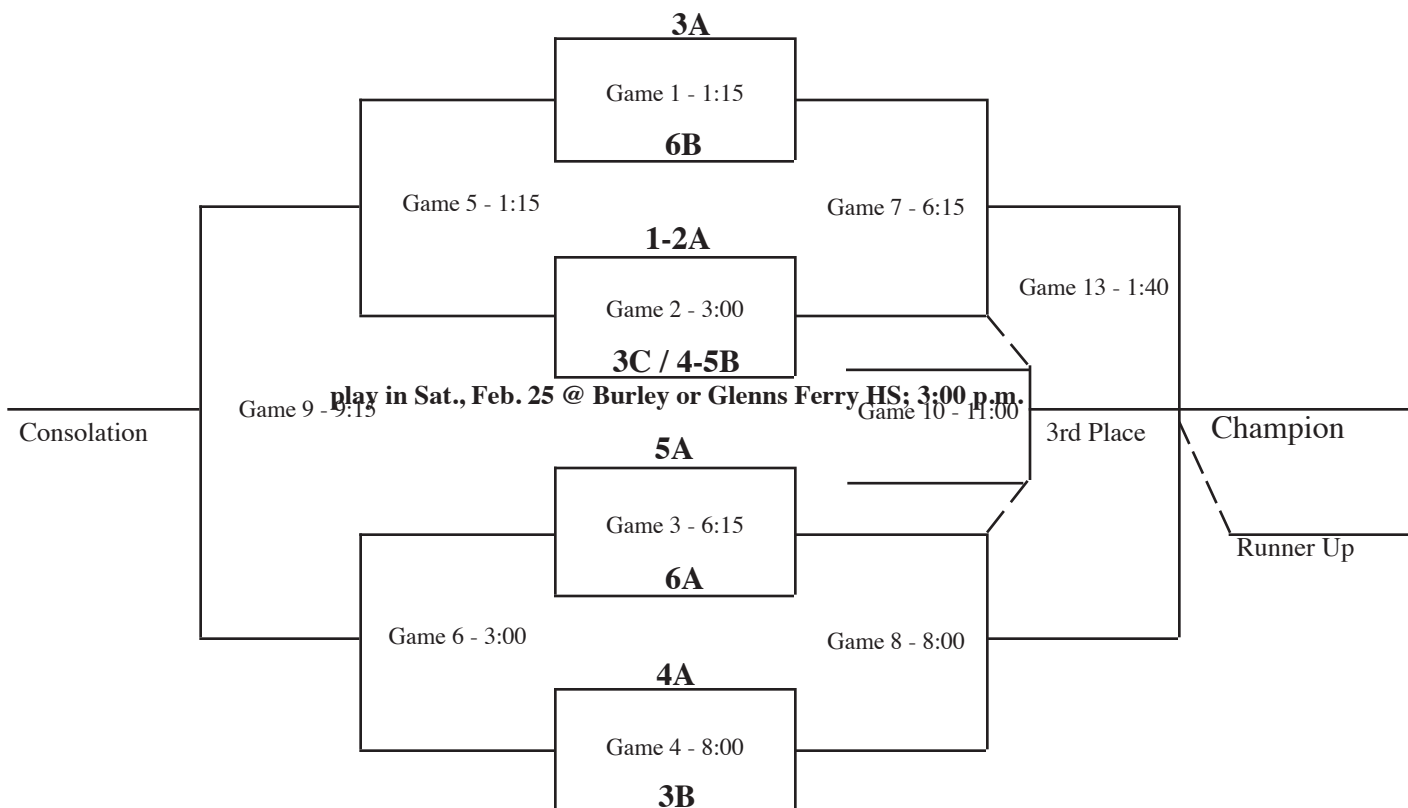 3A
Game 1 - 1:15
6B
Game 5 - 1:15
Game 7 - 6:15
1-2A
Game 13 - 1:40
Game 2 - 3:00
3C / 4-5B
play in Sat., Feb. 25 @ Burley or Glenns Ferry HS; 3:00 p.m.
Game 9 - 9:15
Game 10 - 11:00
Consolation
3rd Place
Champion
5A
Game 3 - 6:15
Runner Up
6A
Game 6 - 3:00
Game 8 - 8:00
4A
Game 4 - 8:00
3B